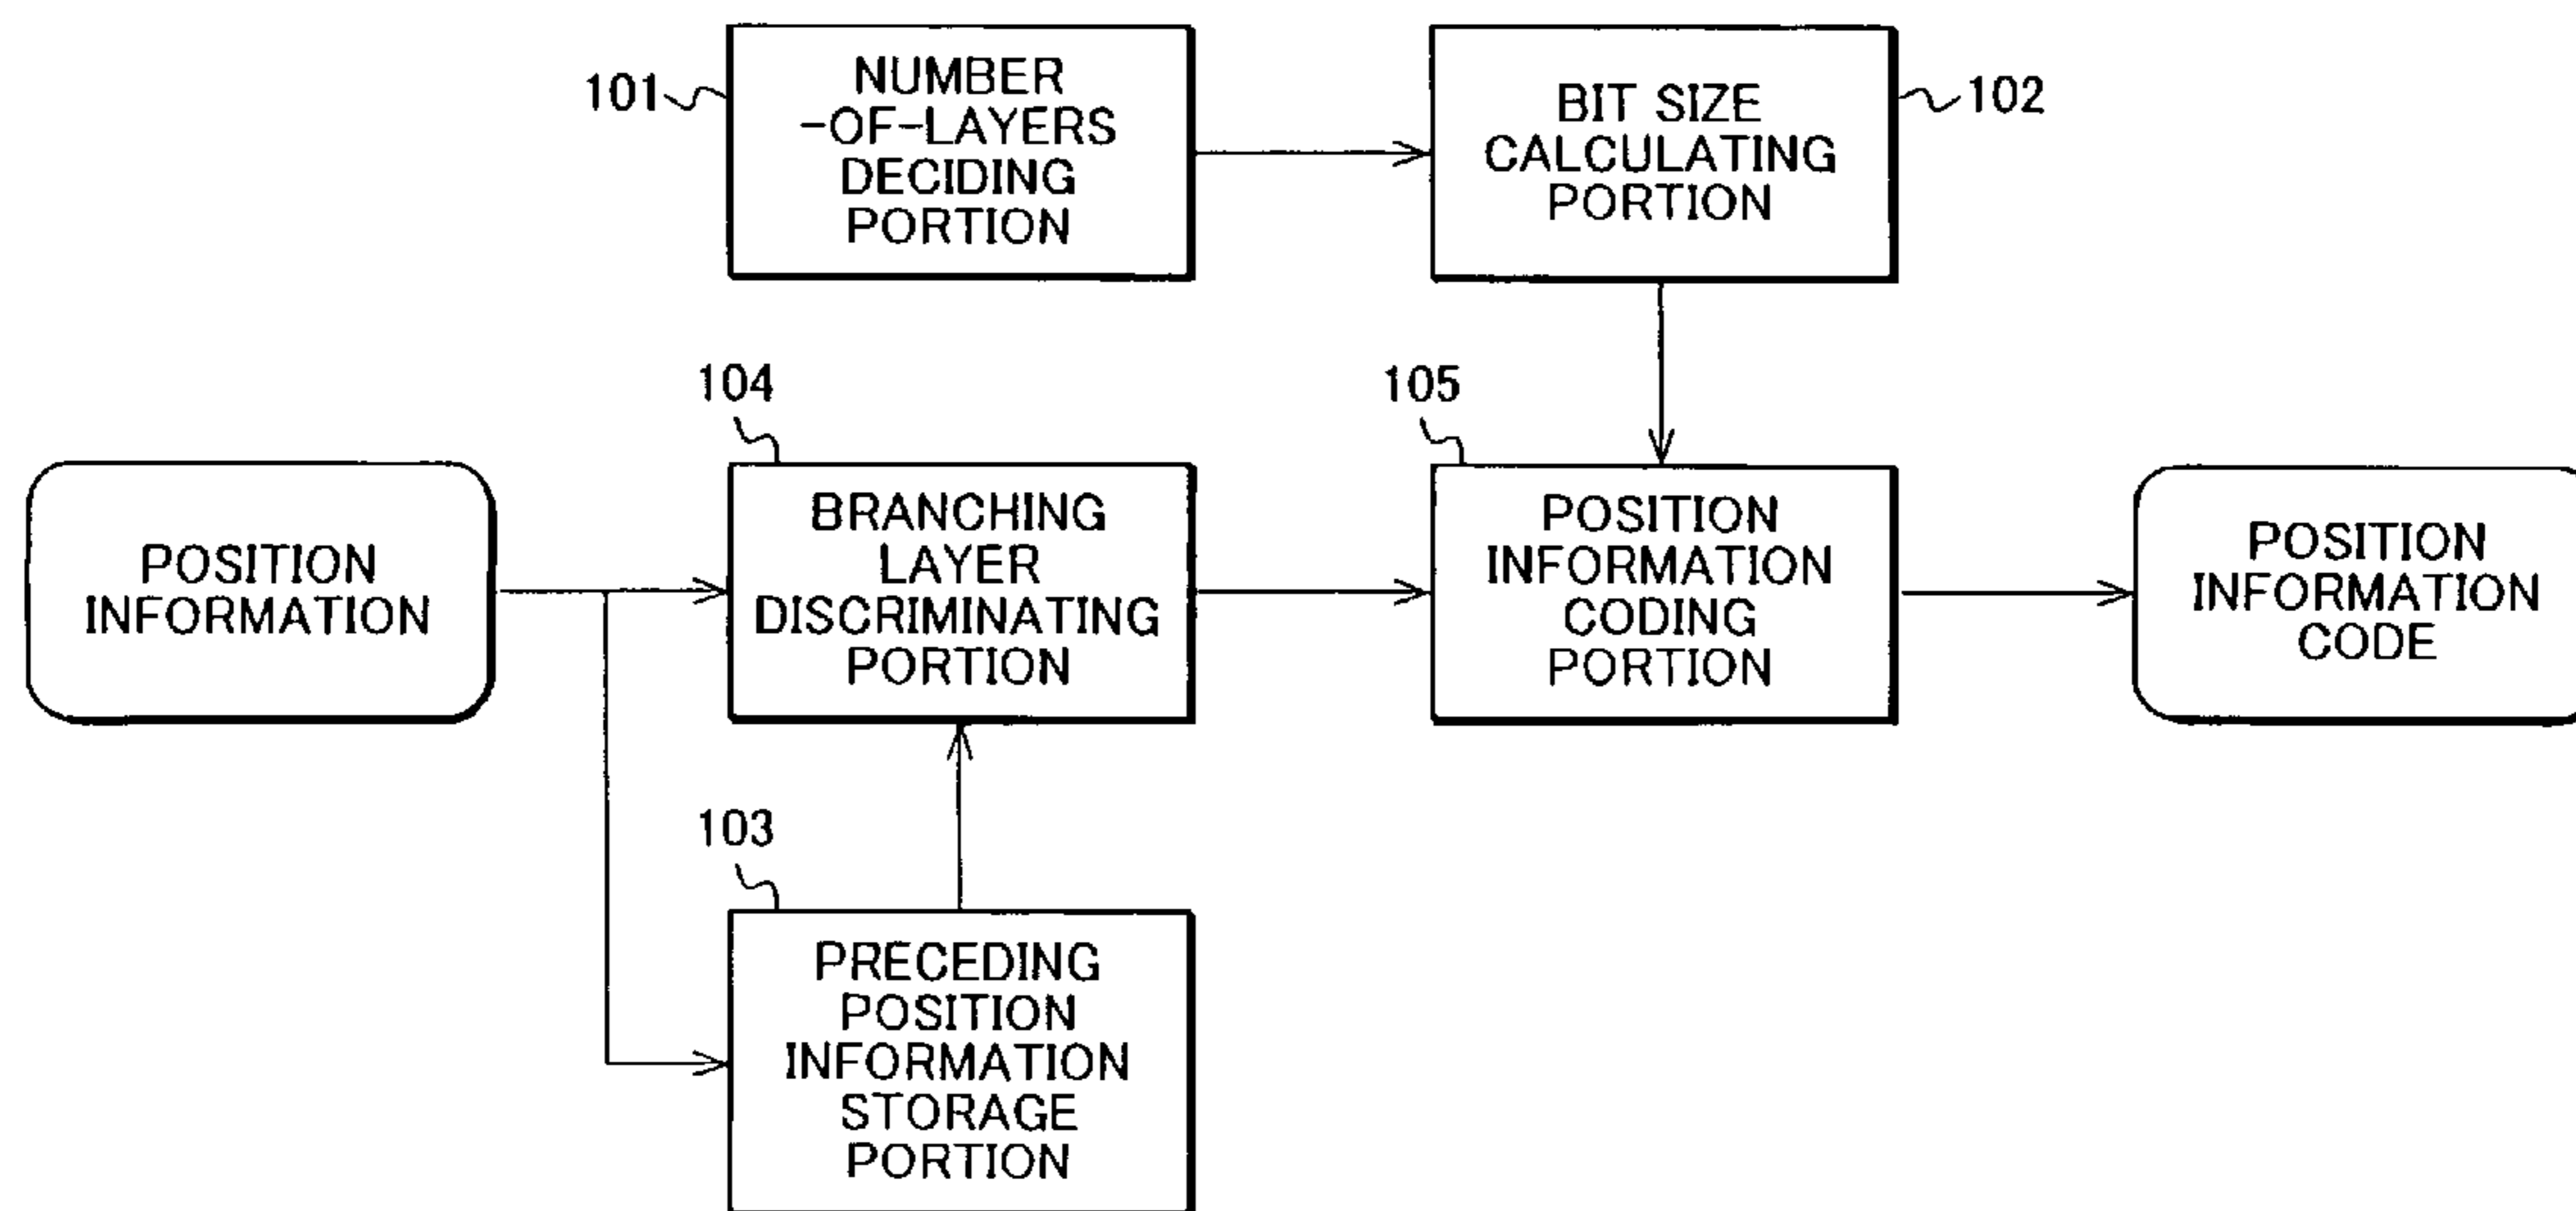 101
NUMBER
-OF-LAYERS
DECIDING
PORTION
BIT SIZE
CALCULATING
PORTION
102
POSITION
INFORMATION
104
BRANCHING
LAYER
DISCRIMINATING
PORTION
105
POSITION
INFORMATION
CODING
PORTION
POSITION
INFORMATION
CODE
103
PRECEDING
POSITION
INFORMATION
STORAGE
PORTION